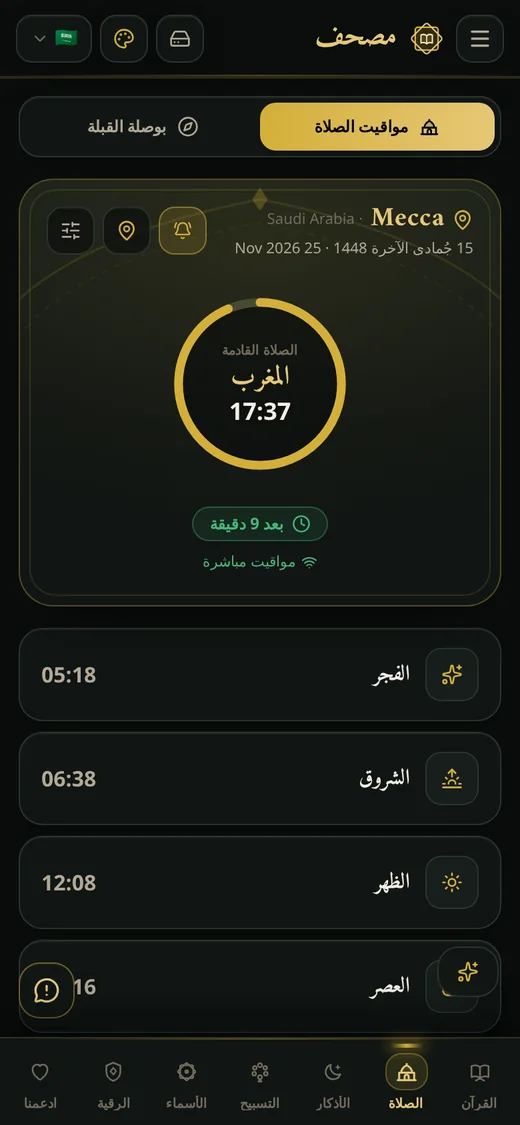 مصحف
مواقيت الصلاة
بوصلة القبلة
Mecca · Saudi Arabia
15 جُمادى الآخرة 1448 · 25 Nov 2026
الصلاة القادمة
المغرب
17:37
بعد 9 دقيقة
مواقيت مباشرة
الفجر 05:18
الشروق 06:38
الظهر 12:08
العصر
القرآن
الصلاة
الأذكار
التسبيح
الأسماء
الرقية
ادعمنا